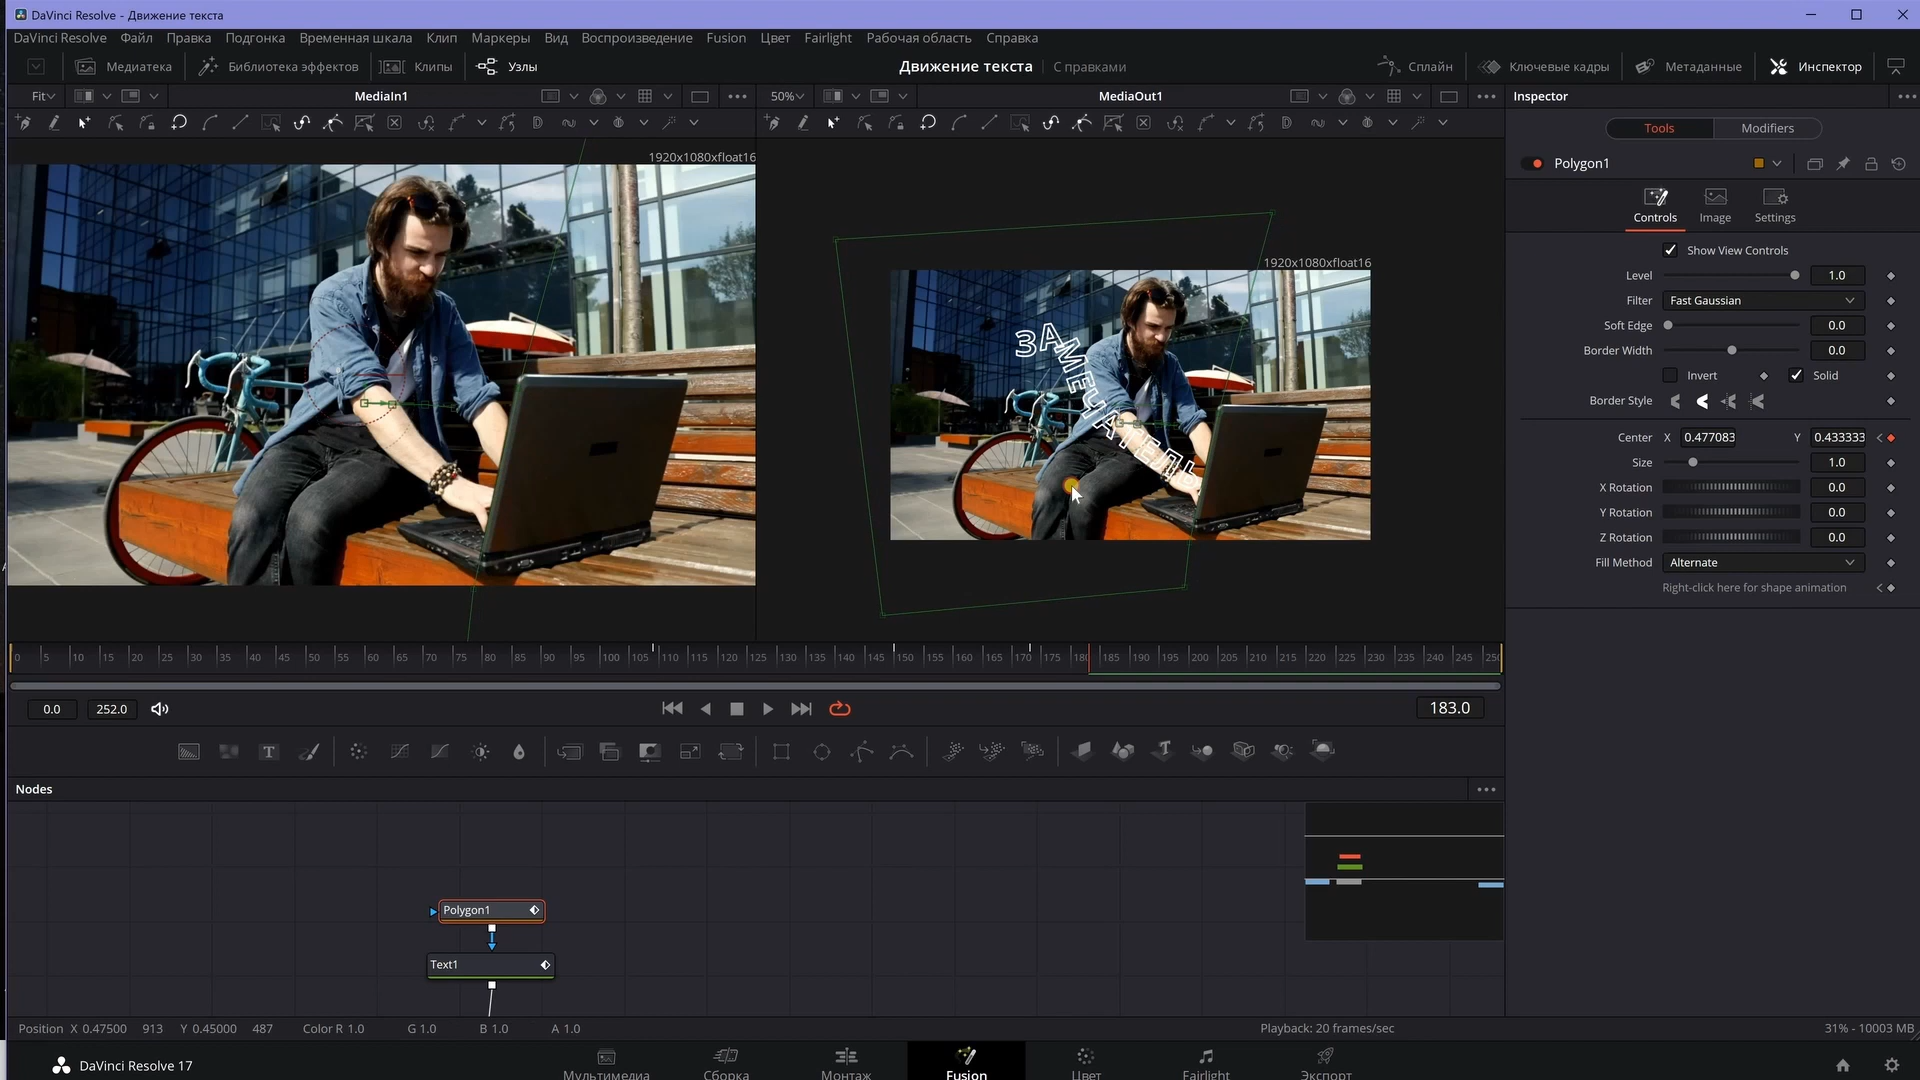 DaVinci Resolve - Движение текста
DaVinci Resolve Файл Правка Подгонка Временная шкала Клип Маркеры Вид Воспроизведение Fusion Цвет Fairlight Рабочая область Справка
Медиатека Библиотека эффектов Клипы Узлы Движение текста С правками Сплайн Ключевые кадры Метаданные Инспектор
Fit MediaIn1 50% MediaOut1 Inspector
Tools Modifiers
1920x1080xfloat16
Polygon1
Controls Image Settings
Show View Controls
1920x1080xfloat16
Level 1.0
Filter Fast Gaussian
Soft Edge 0.0
ЗАМЕЧАТЕЛЬ
Border Width 0.0
Invert Solid
Border Style
Center X 0.477083 Y 0.433333
Size 1.0
X Rotation 0.0
Y Rotation 0.0
Z Rotation 0.0
Fill Method Alternate
Right-click here for shape animation
0 5 10 15 20 25 30 35 40 45 50 55 60 65 70 75 80 85 90 95 100 105 110 115 120 125 130 135 140 145 150 155 160 165 170 175 180 185 190 195 200 205 210 215 220 225 230 235 240 245 250
0.0 252.0 183.0
T
Nodes
Polygon1
Text1
Position X 0.47500 913 Y 0.45000 487 Color R 1.0 G 1.0 B 1.0 A 1.0 Playback: 20 frames/sec 31% - 10003 MB
DaVinci Resolve 17 Мультимедиа Сборка Монтаж Fusion Цвет Fairlight Экспорт